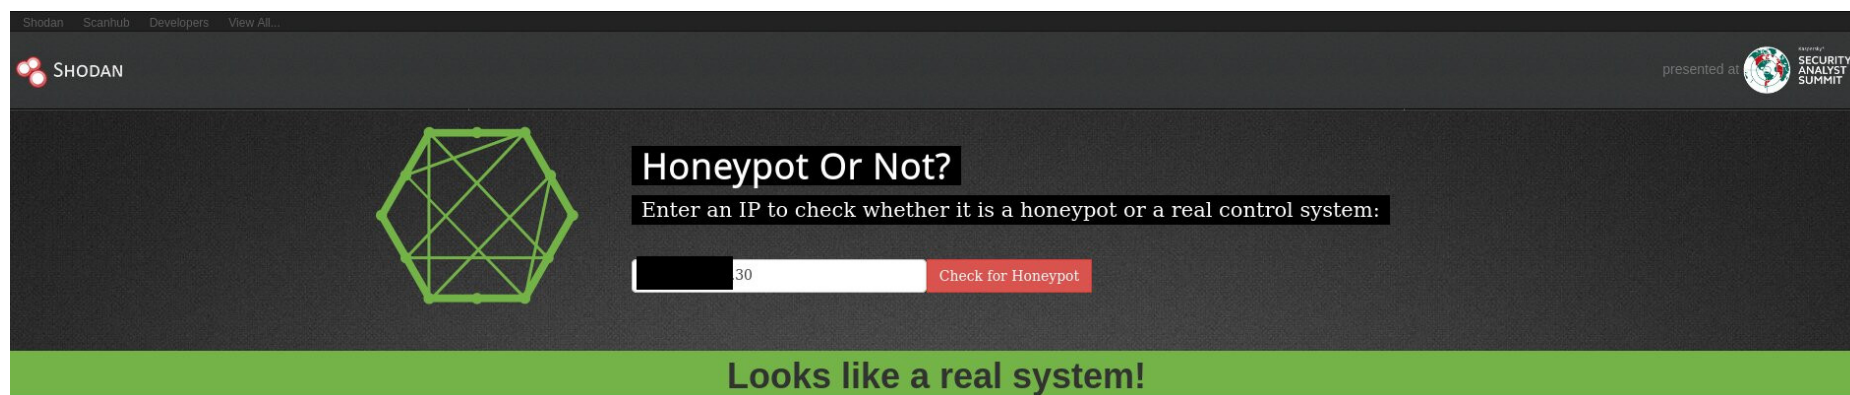 Shodan Scanhub Developers View All...
SHODAN
presented at
SECURITY
ANALYST
SUMMIT
Honeypot Or Not?
Enter an IP to check whether it is a honeypot or a real control system:
.30 Check for Honeypot
Looks like a real system!